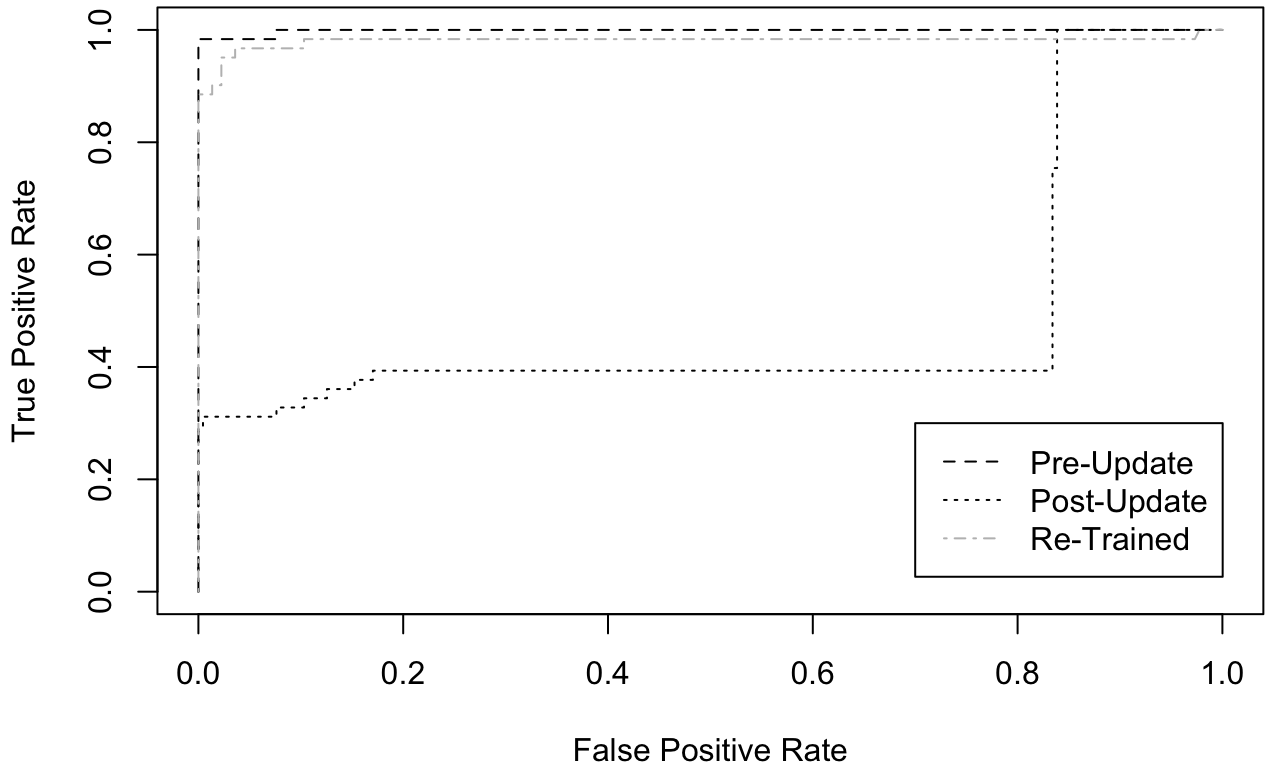 True Positive Rate
1.0
0.8
0.6
0.4
0.2
0.0
Pre-Update
Post-Update
Re-Trained
0.0 0.2 0.4 0.6 0.8 1.0
False Positive Rate